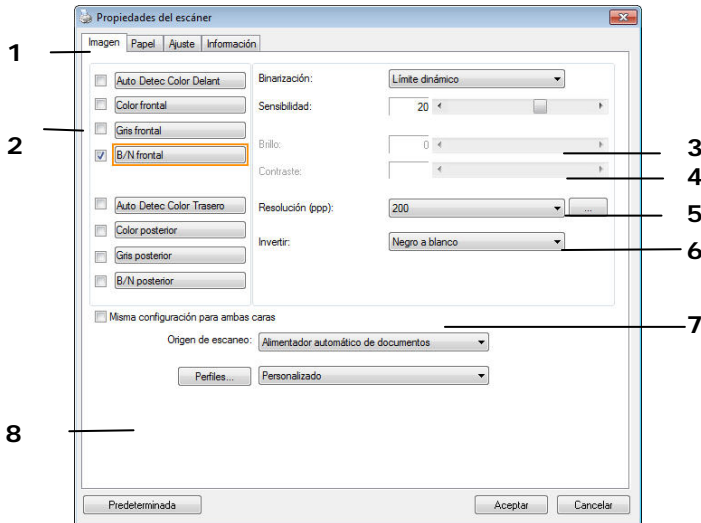 Propiedades del escáner
Imagen Papel Ajuste Información
1
Auto Detec Color Delant
Color frontal
Gris frontal
B/N frontal
Auto Detec Color Trasero
Color posterior
Gris posterior
B/N posterior
2
Binarización: Límite dinámico
Sensibilidad: 20
Brillo: 0
3
Contraste:
4
Resolución (ppp): 200 ...
5
Invertir: Negro a blanco
6
Misma configuración para ambas caras
7
Origen de escaneo: Alimentador automático de documentos
Perfiles... Personalizado
8
Predeterminada Aceptar Cancelar